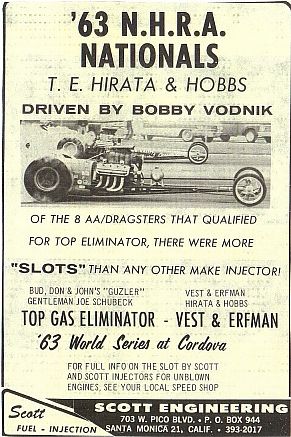 '63 N.H.R.A.
NATIONALS
T. E. HIRATA & HOBBS
DRIVEN BY BOBBY VODNIK
OF THE 8 AA/DRAGSTERS THAT QUALIFIED
FOR TOP ELIMINATOR, THERE WERE MORE
"SLOTS" THAN ANY OTHER MAKE INJECTOR!
BUD, DON & JOHN'S "GUZLER" VEST & ERFMAN
GENTLEMAN JOE SCHUBECK HIRATA & HOBBS
TOP GAS ELIMINATOR - VEST & ERFMAN
'63 World Series at Cordova
FOR FULL INFO ON THE SLOT BY SCOTT
AND SCOTT INJECTORS FOR UNBLOWN
ENGINES, SEE YOUR LOCAL SPEED SHOP
Scott
FUEL - INJECTION
SCOTT ENGINEERING
703 W. PICO BLVD. • P. O. BOX 944
SANTA MONICA 21, CALIF. • 393-2017